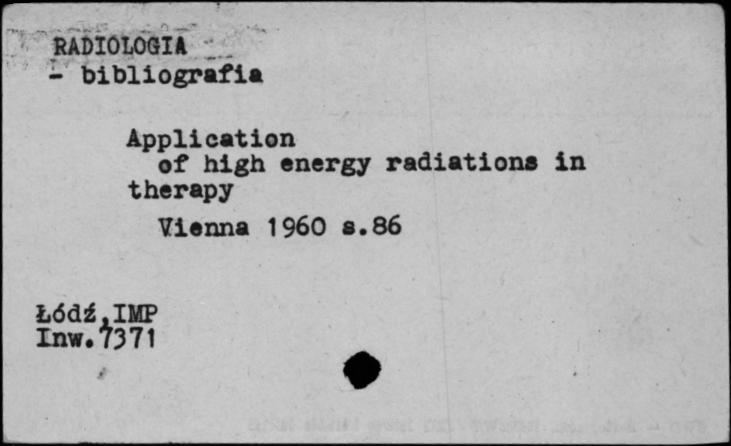 RADIOLOGIA
- bibliografia
Application
of high energy radiations in
therapy
Vienna 1960 s.86
Łódź,IMP
Inw.7371